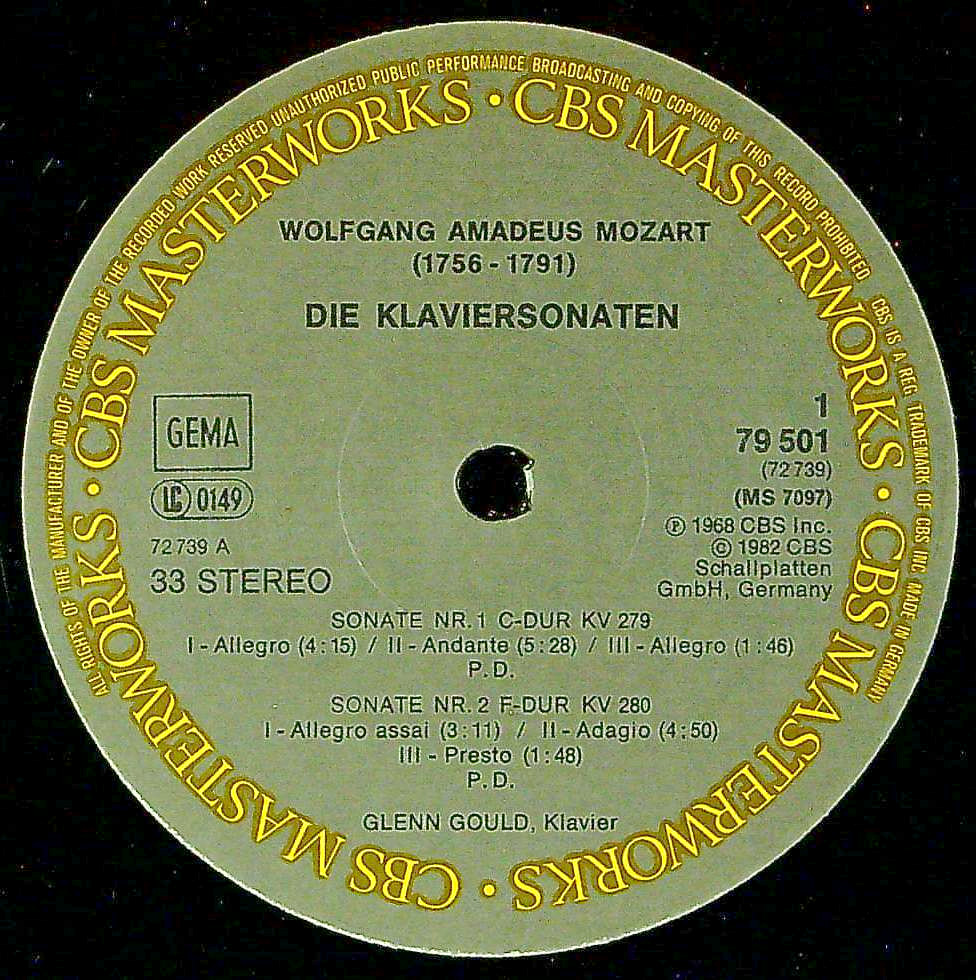 ALL RIGHTS OF THE MANUFACTURER AND OF THE OWNER OF THE RECORDED WORK RESERVED UNAUTHORIZED PUBLIC PERFORMANCE BROADCASTING AND COPYING OF THIS RECORD PROHIBITED CBS IS A REG TRADEMARK OF CBS INC MADE IN GERMANY
CBS MASTERWORKS · CBS MASTERWORKS · CBS MASTERWORKS · CBS MASTERWORKS ·
WOLFGANG AMADEUS MOZART
(1756 - 1791)
DIE KLAVIERSONATEN
GEMA
LC 0149
72 739 A
33 STEREO
1
79 501
(72 739)
(MS 7097)
℗ 1968 CBS Inc.
© 1982 CBS
Schallplatten
GmbH, Germany
SONATE NR. 1 C-DUR KV 279
I - Allegro (4:15) / II - Andante (5:28) / III - Allegro (1:46)
P.D.
SONATE NR. 2 F-DUR KV 280
I - Allegro assai (3:11) / II - Adagio (4:50)
III - Presto (1:48)
P.D.
GLENN GOULD, Klavier